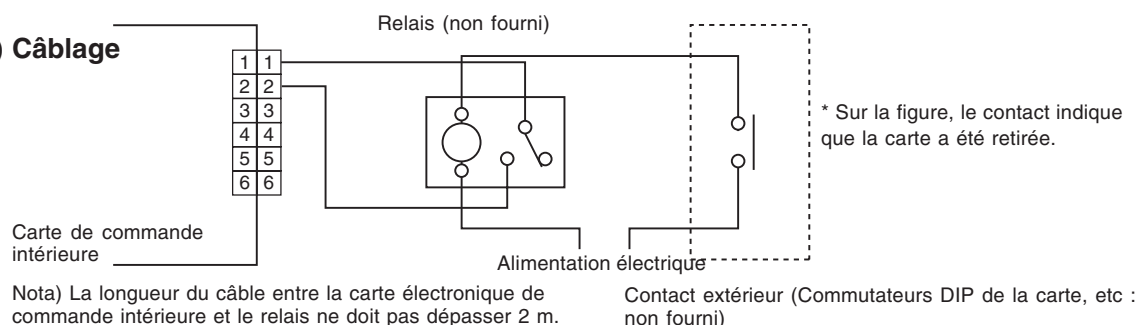 ) Câblage
Relais (non fourni)
1 1
2 2
3 3
4 4
5 5
6 6
* Sur la figure, le contact indique
que la carte a été retirée.
Carte de commande
intérieure
Alimentation électrique
Nota) La longueur du câble entre la carte électronique de
commande intérieure et le relais ne doit pas dépasser 2 m.
Contact extérieur (Commutateurs DIP de la carte, etc :
non fourni)